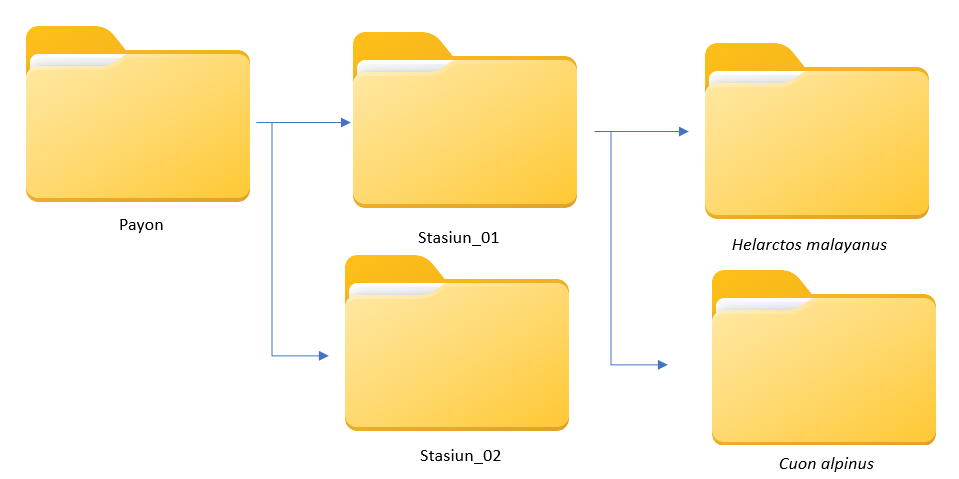 Payon
Stasiun_01
Helarctos malayanus
Stasiun_02
Cuon alpinus